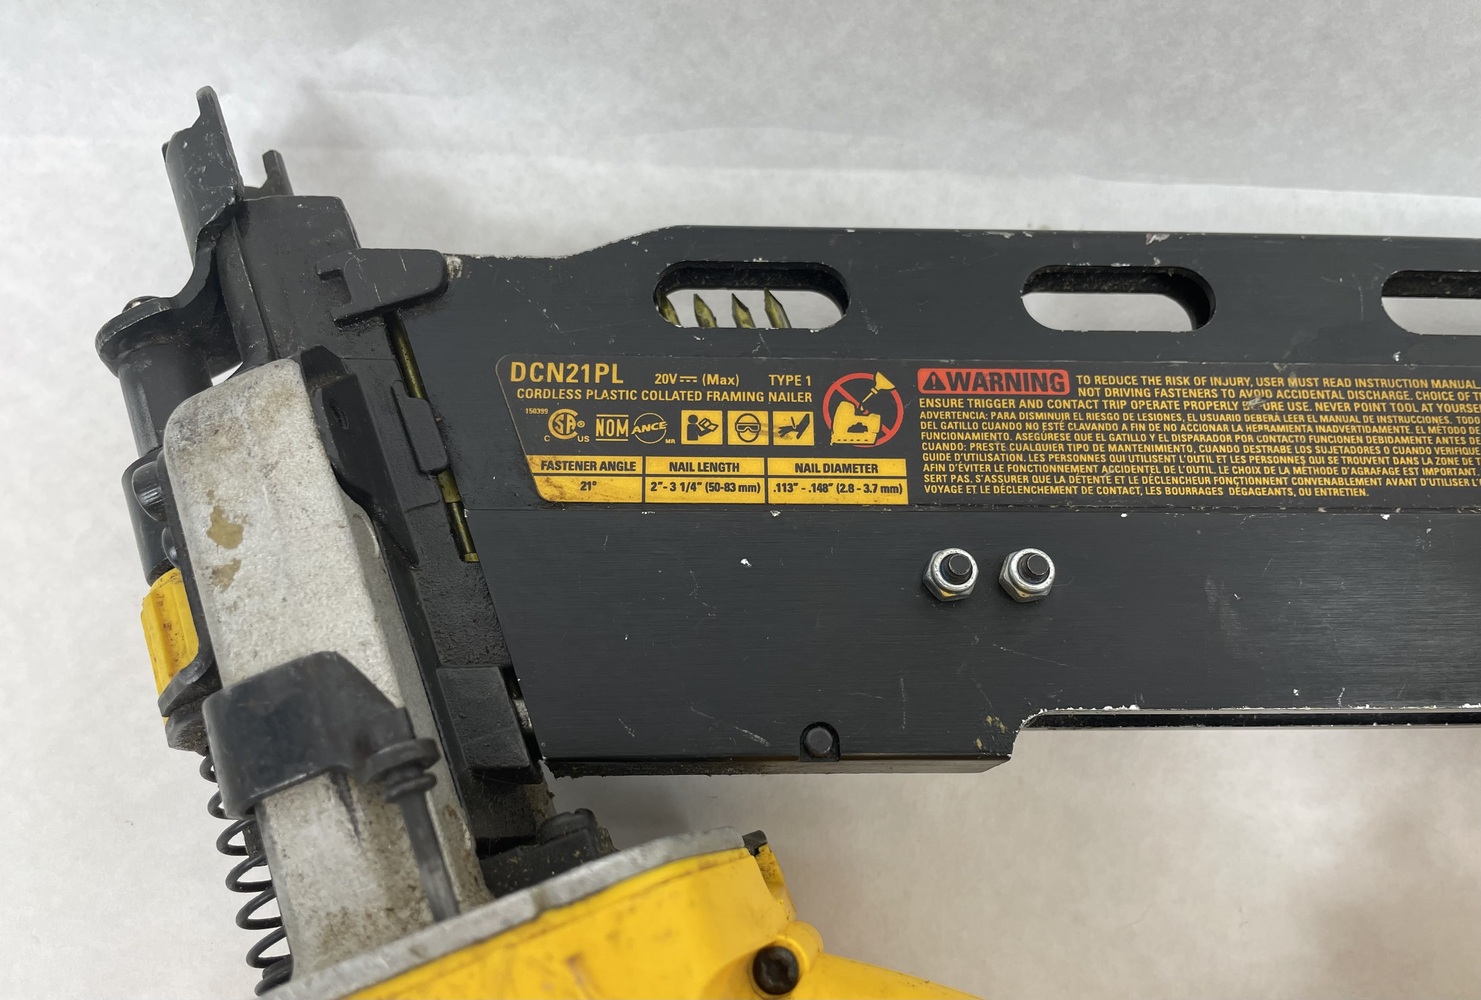 DCN21PL 20V⎓ (Max) TYPE 1
CORDLESS PLASTIC COLLATED FRAMING NAILER
150399
C SA US NOM ANCE MR
FASTENER ANGLE NAIL LENGTH NAIL DIAMETER
21° 2" - 3 1/4" (50-83 mm) .113" - .148" (2.8 - 3.7 mm)
WARNING TO REDUCE THE RISK OF INJURY, USER MUST READ INSTRUCTION MANUAL.
NOT DRIVING FASTENERS TO AVOID ACCIDENTAL DISCHARGE. CHOICE OF
ENSURE TRIGGER AND CONTACT TRIP OPERATE PROPERLY BEFORE USE. NEVER POINT TOOL AT
ADVERTENCIA: PARA DISMINUIR EL RIESGO DE LESIONES, EL USUARIO DEBERÁ LEER EL MANUAL DE INSTRUCCIONES.
DEL GATILLO CUANDO NO ESTÉ CLAVANDO A FIN DE NO ACCIONAR LA HERRAMIENTA INADVERTIDAMENTE. EL MÉTODO DE
FUNCIONAMIENTO. ASEGÚRESE QUE EL GATILLO Y EL DISPARADOR POR CONTACTO FUNCIONEN DEBIDAMENTE ANTES DE
CUANDO: PRESTE CUALQUIER TIPO DE MANTENIMIENTO, CUANDO DESTRABE LOS SUJETADORES O CUANDO
GUIDE D'UTILISATION. LES PERSONNES QUI UTILISENT L'OUTIL ET LES PERSONNES QUI SE TROUVENT DANS LA ZONE DE
AFIN D'ÉVITER LE FONCTIONNEMENT ACCIDENTEL DE L'OUTIL. LE CHOIX DE LA MÉTHODE D'AGRAFAGE EST
SERT PAS. S'ASSURER QUE LA DÉTENTE ET LE DÉCLENCHEUR FONCTIONNENT CONVENABLEMENT AVANT D'UTILISER
VOYAGE ET LE DÉCLENCHEMENT DE CONTACT, LES BOURRAGES DÉGAGEANTS, OU ENTRETIEN.